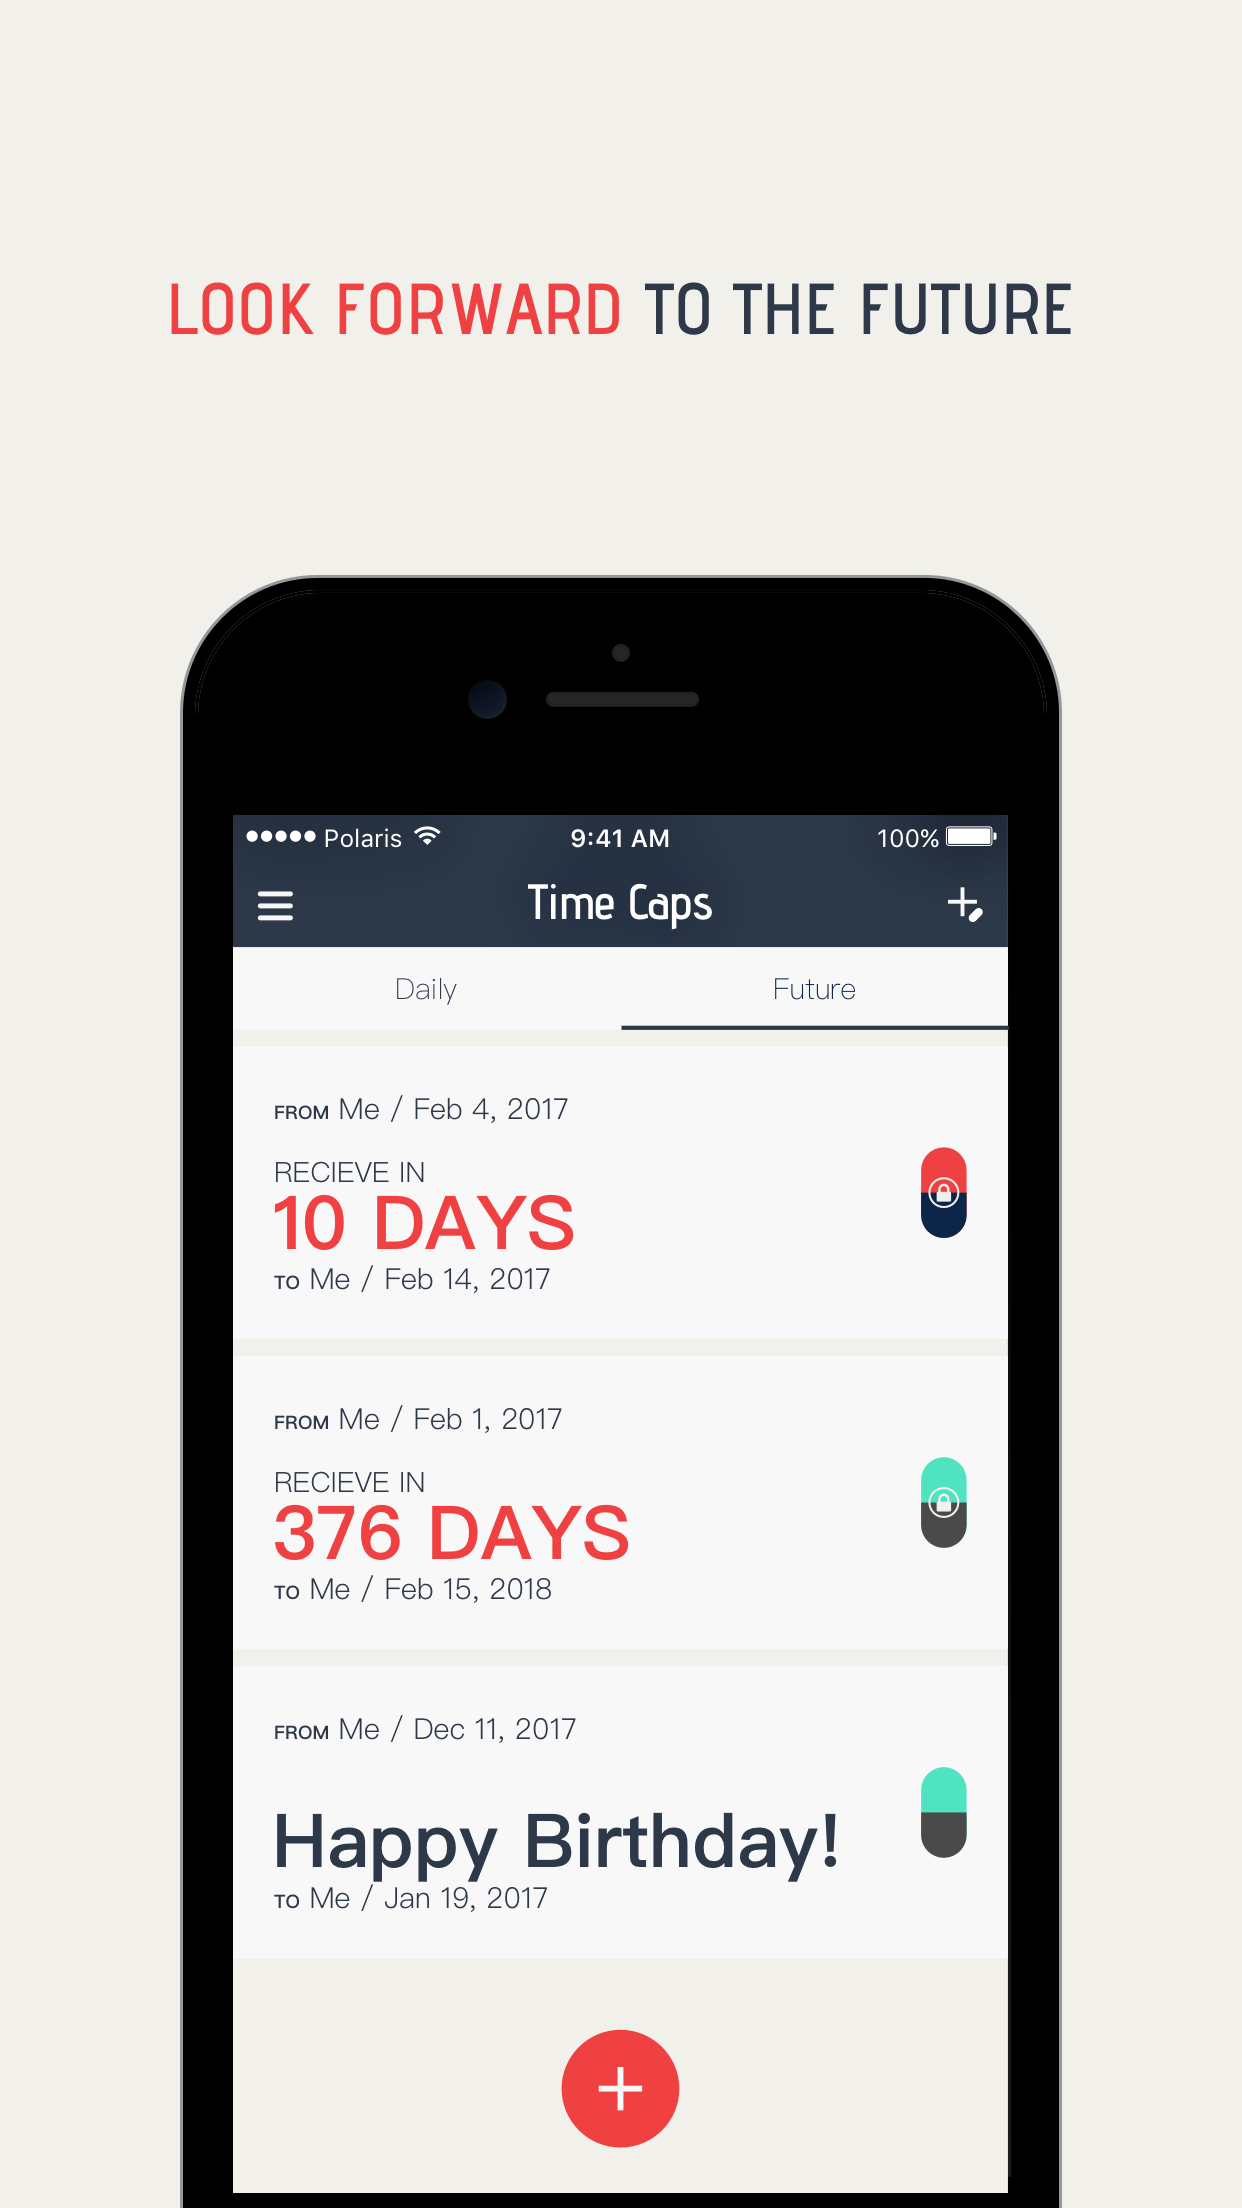 LOOK FORWARD TO THE FUTURE
Polaris 9:41 AM 100%
Time Caps
Daily Future
FROM Me / Feb 4, 2017
RECIEVE IN
10 DAYS
TO Me / Feb 14, 2017
FROM Me / Feb 1, 2017
RECIEVE IN
376 DAYS
TO Me / Feb 15, 2018
FROM Me / Dec 11, 2017
Happy Birthday!
TO Me / Jan 19, 2017